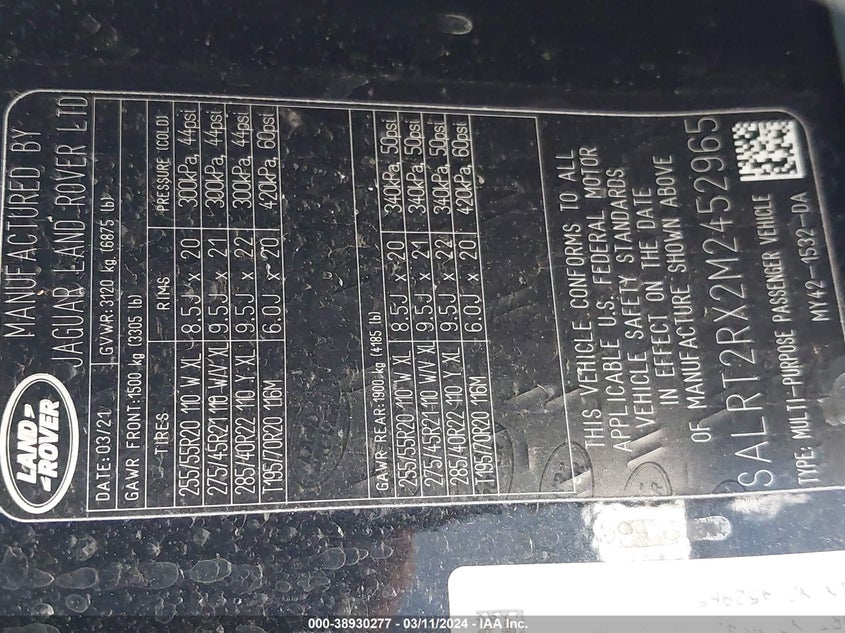 MANUFACTURED BY
JAGUAR LAND ROVER LTD
LAND
ROVER
DATE: 03/21
GVWR: 3120 kg (6875 lb)
GAWR FRONT: 1500 kg (3305 lb)
TIRES RIMS PRESSURE (COLD)
255/55R20 110 W XL 8.5J x 20 300kPa, 44psi
275/45R21 110 W/Y XL 9.5J x 21 300kPa, 44psi
285/40R22 110 Y XL 9.5J x 22 300kPa, 44psi
T195/70R20 116M 6.0J x 20 420kPa, 60psi
GAWR REAR: 1900 kg (4185 lb)
255/55R20 110 W XL 8.5J x 20 340kPa, 50psi
275/45R21 110 W/Y XL 9.5J x 21 340kPa, 50psi
285/40R22 110 Y XL 9.5J x 22 340kPa, 50psi
T195/70R20 116M 6.0J x 20 420kPa, 60psi
THIS VEHICLE CONFORMS TO ALL
APPLICABLE U.S. FEDERAL MOTOR
VEHICLE SAFETY STANDARDS
IN EFFECT ON THE DATE
OF MANUFACTURE SHOWN ABOVE
SALRT2RX2M2452965
TYPE: MULTI-PURPOSE PASSENGER VEHICLE
MY42-1532-DA
000-38930277 - 03/11/2024 - IAA Inc.